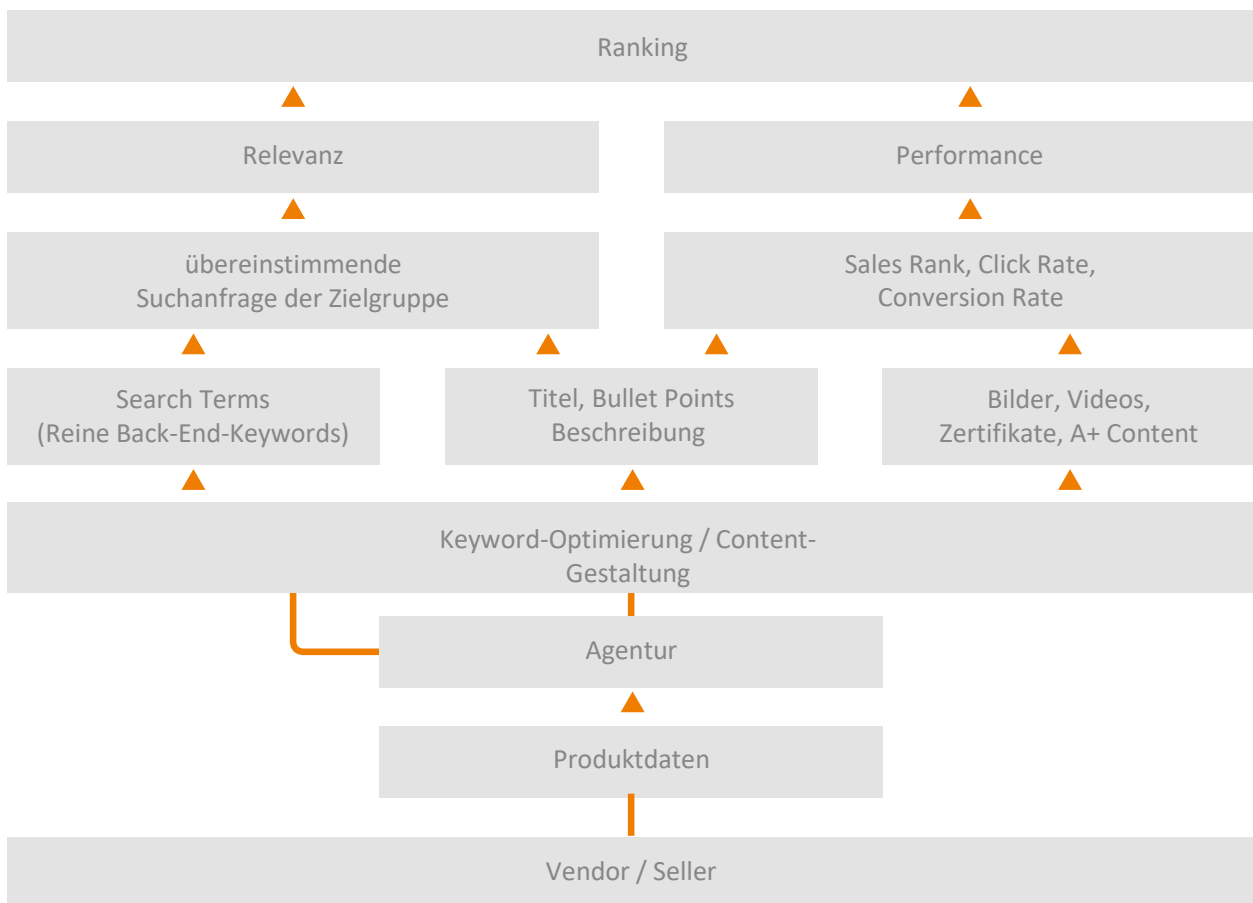 Ranking
Relevanz
Performance
übereinstimmende
Suchanfrage der Zielgruppe
Sales Rank, Click Rate,
Conversion Rate
Search Terms
(Reine Back-End-Keywords)
Titel, Bullet Points
Beschreibung
Bilder, Videos,
Zertifikate, A+ Content
Keyword-Optimierung / Content-
Gestaltung
Agentur
Produktdaten
Vendor / Seller